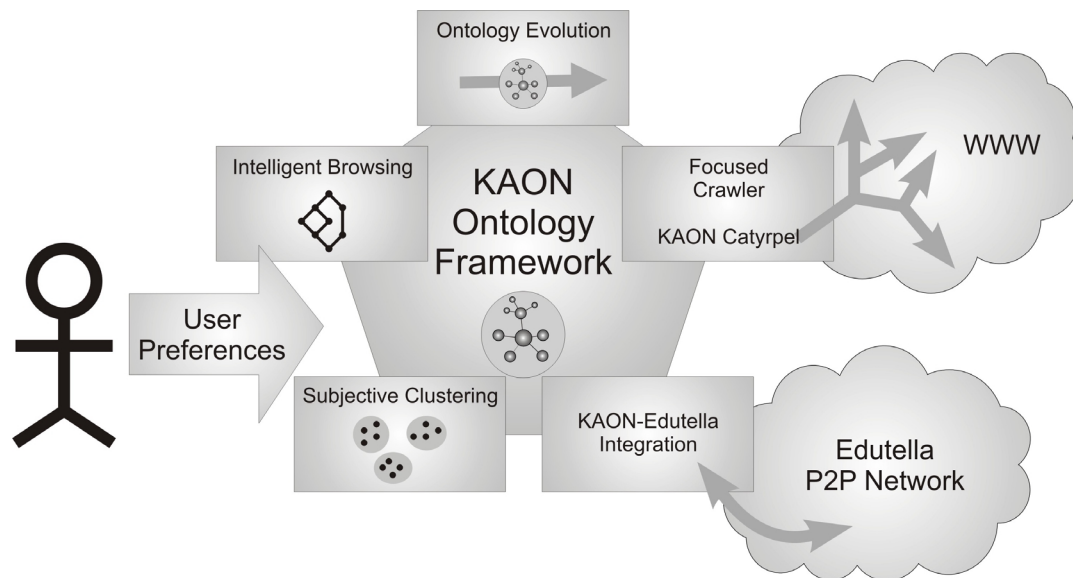 Ontology Evolution
Intelligent Browsing
KAON
Ontology
Framework
Focused
Crawler
KAON Catyrpel
WWW
User
Preferences
Subjective Clustering
KAON-Edutella
Integration
Edutella
P2P Network